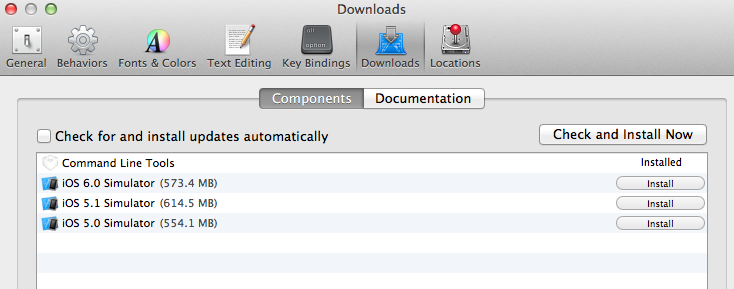 Downloads
alt
option
General
Behaviors
Fonts & Colors
Text Editing
Key Bindings
Downloads
Locations
Components
Documentation
Check for and install updates automatically
Check and Install Now
Command Line Tools
Installed
iOS 6.0 Simulator (573.4 MB)
Install
iOS 5.1 Simulator (614.5 MB)
Install
iOS 5.0 Simulator (554.1 MB)
Install